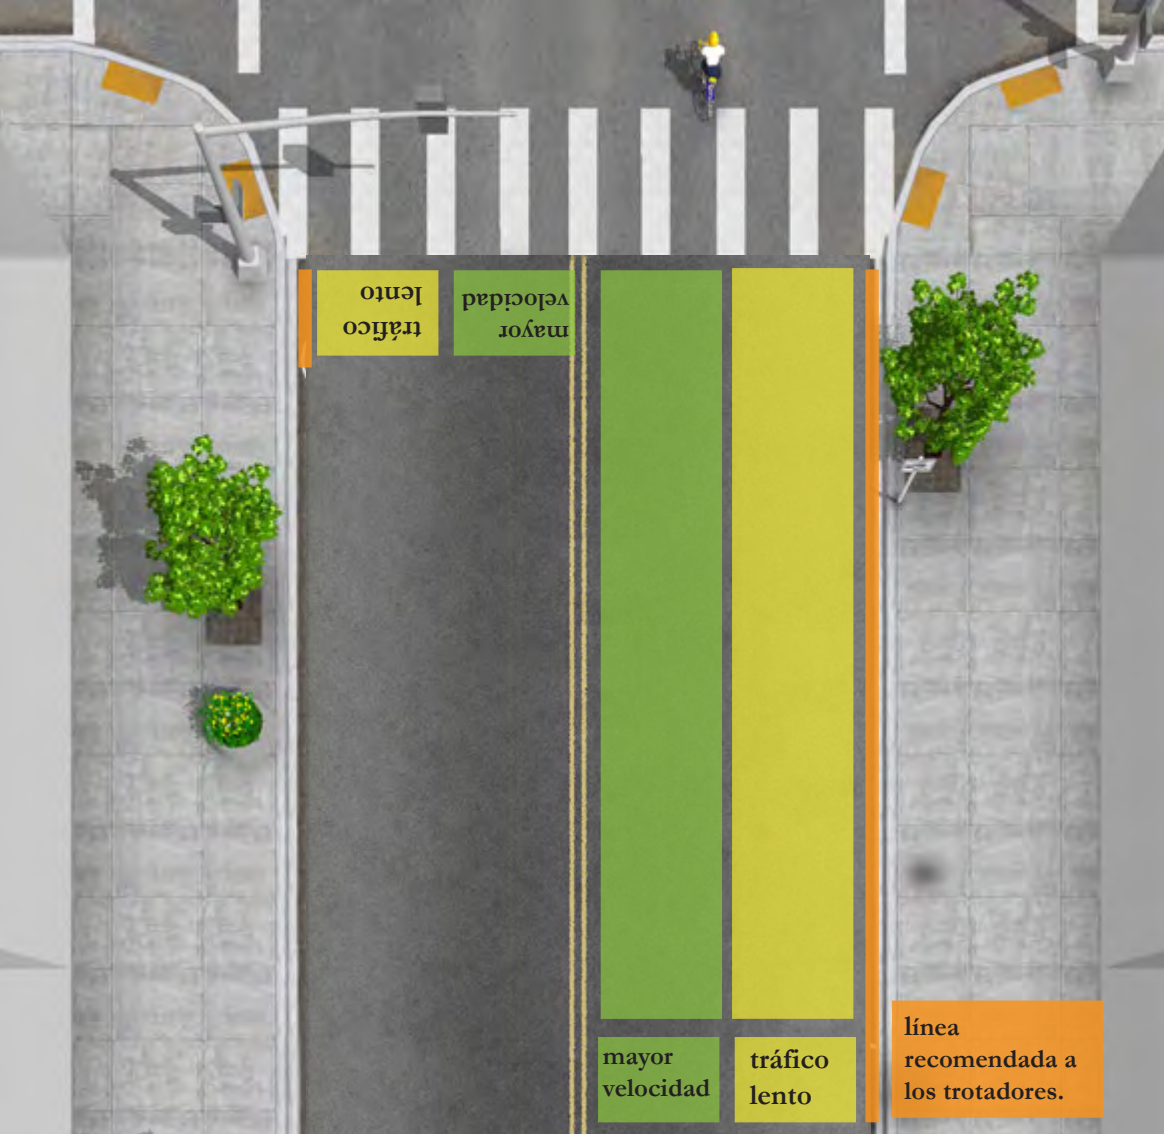 tráfico
lento
mayor
velocidad
mayor
velocidad
tráfico
lento
línea
recomendada a
los trotadores.